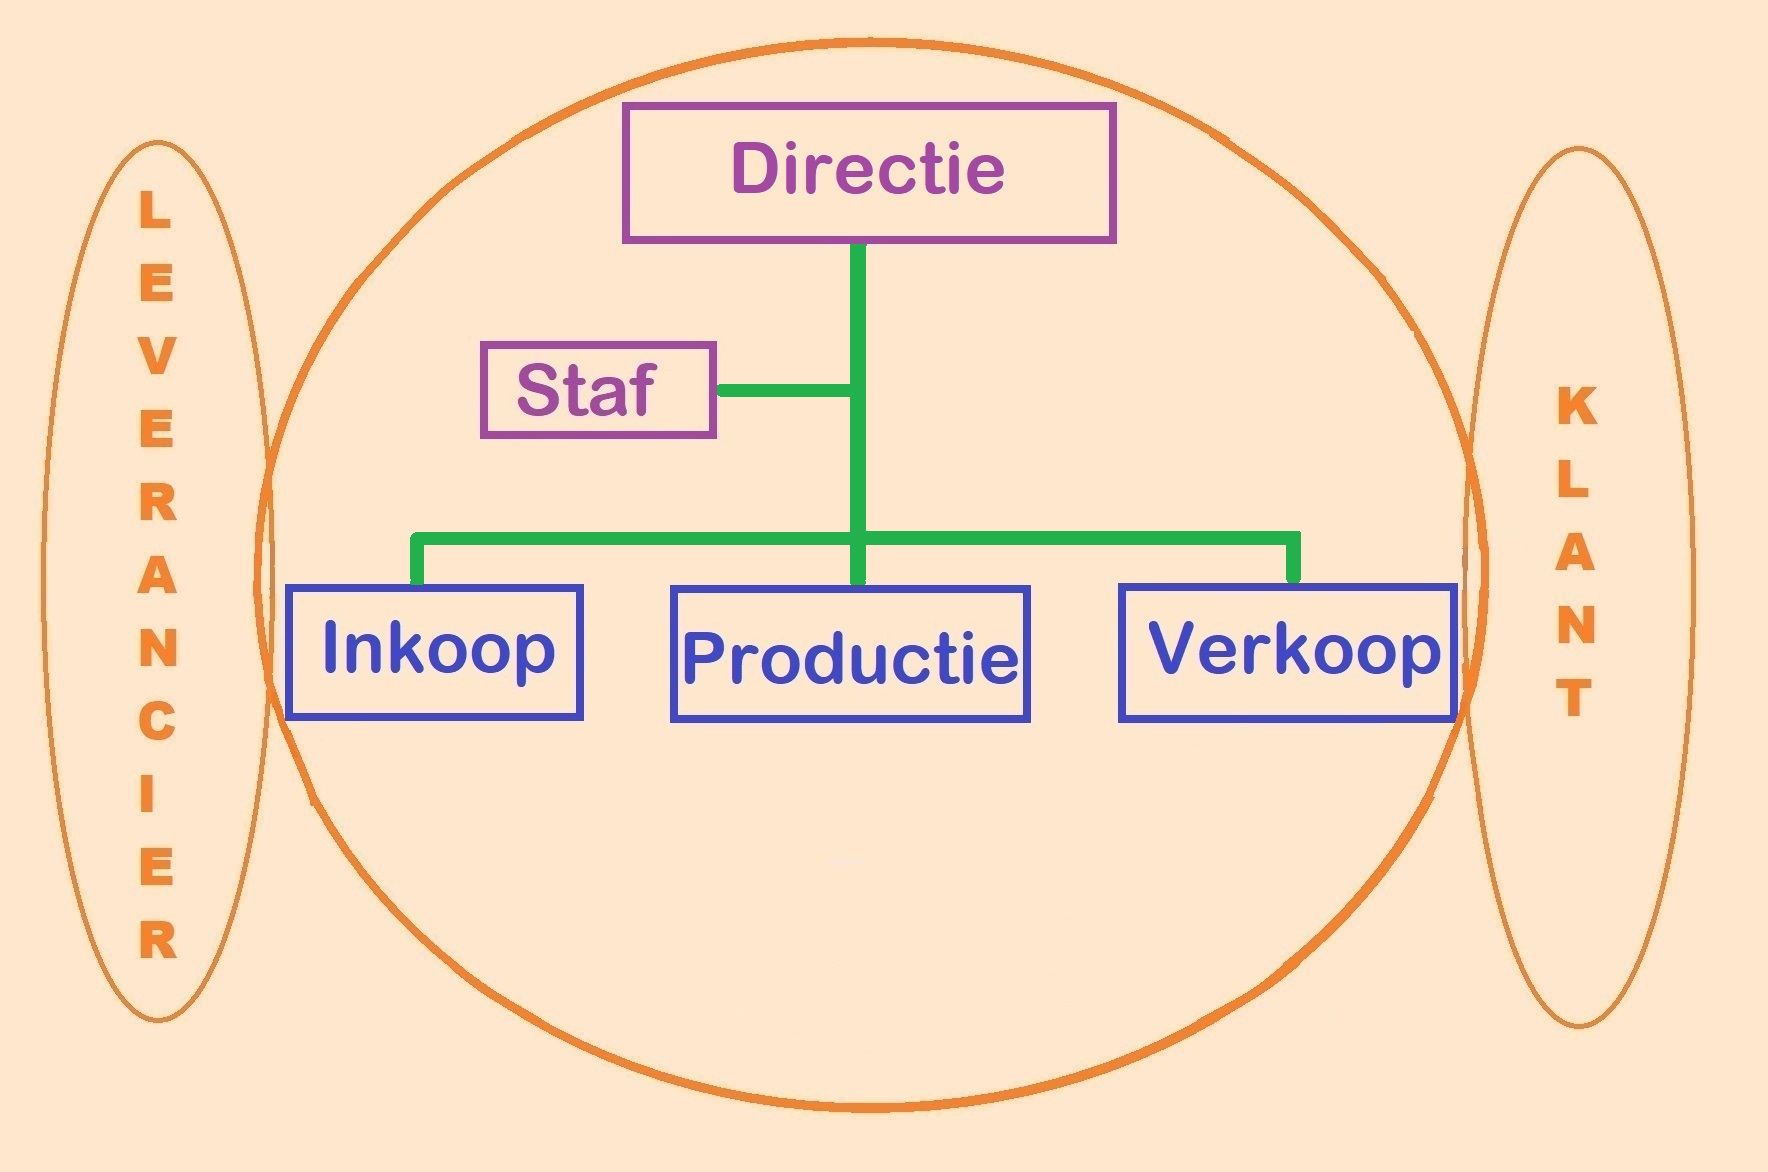 Directie
Staf
Inkoop
Productie
Verkoop
LEVERANCIER
KLANT